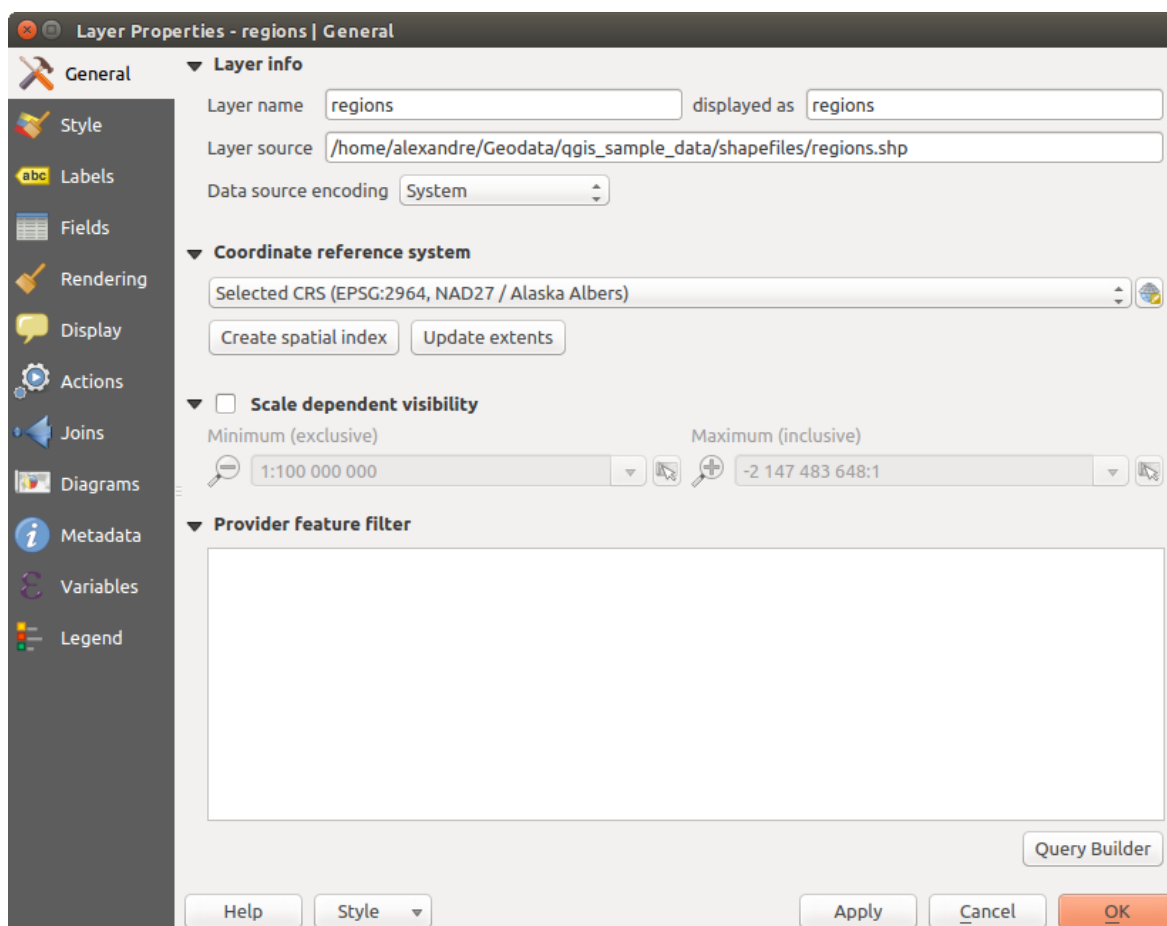 Layer Properties - regions | General
General
Style
Labels
Fields
Rendering
Display
Actions
Joins
Diagrams
Metadata
Variables
Legend
abc
Layer info
Layer name regions displayed as regions
Layer source /home/alexandre/Geodata/qgis_sample_data/shapefiles/regions.shp
Data source encoding System
Coordinate reference system
Selected CRS (EPSG:2964, NAD27 / Alaska Albers)
Create spatial index Update extents
Scale dependent visibility
Minimum (exclusive) Maximum (inclusive)
1:100 000 000 -2 147 483 648:1
Provider feature filter
Query Builder
Help Style Apply Cancel OK